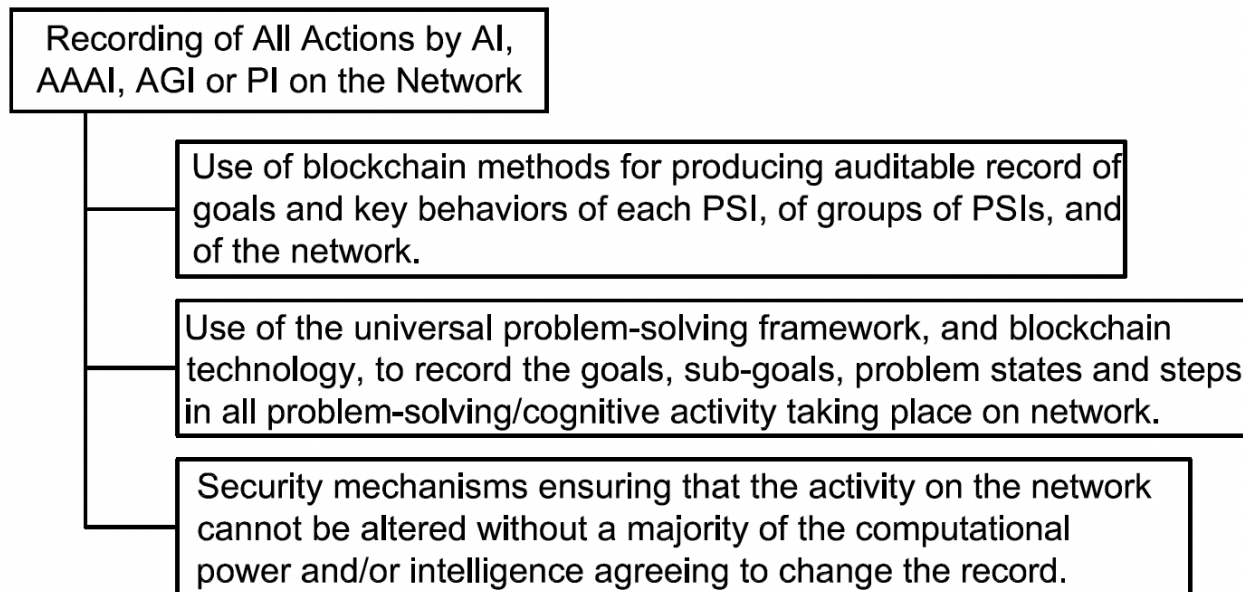 Recording of All Actions by AI,
AAAI, AGI or PI on the Network
Use of blockchain methods for producing auditable record of
goals and key behaviors of each PSI, of groups of PSIs, and
of the network.
Use of the universal problem-solving framework, and blockchain
technology, to record the goals, sub-goals, problem states and steps
in all problem-solving/cognitive activity taking place on network.
Security mechanisms ensuring that the activity on the network
cannot be altered without a majority of the computational
power and/or intelligence agreeing to change the record.